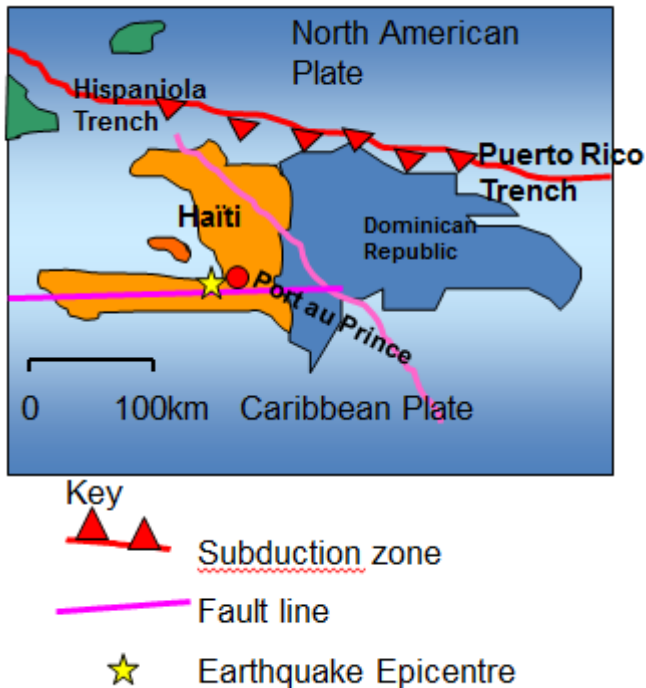 North American
Plate
Hispaniola
Trench
Puerto Rico
Trench
Haïti
Dominican
Republic
Port au Prince
0 100km Caribbean Plate
Key
Subduction zone
Fault line
Earthquake Epicentre